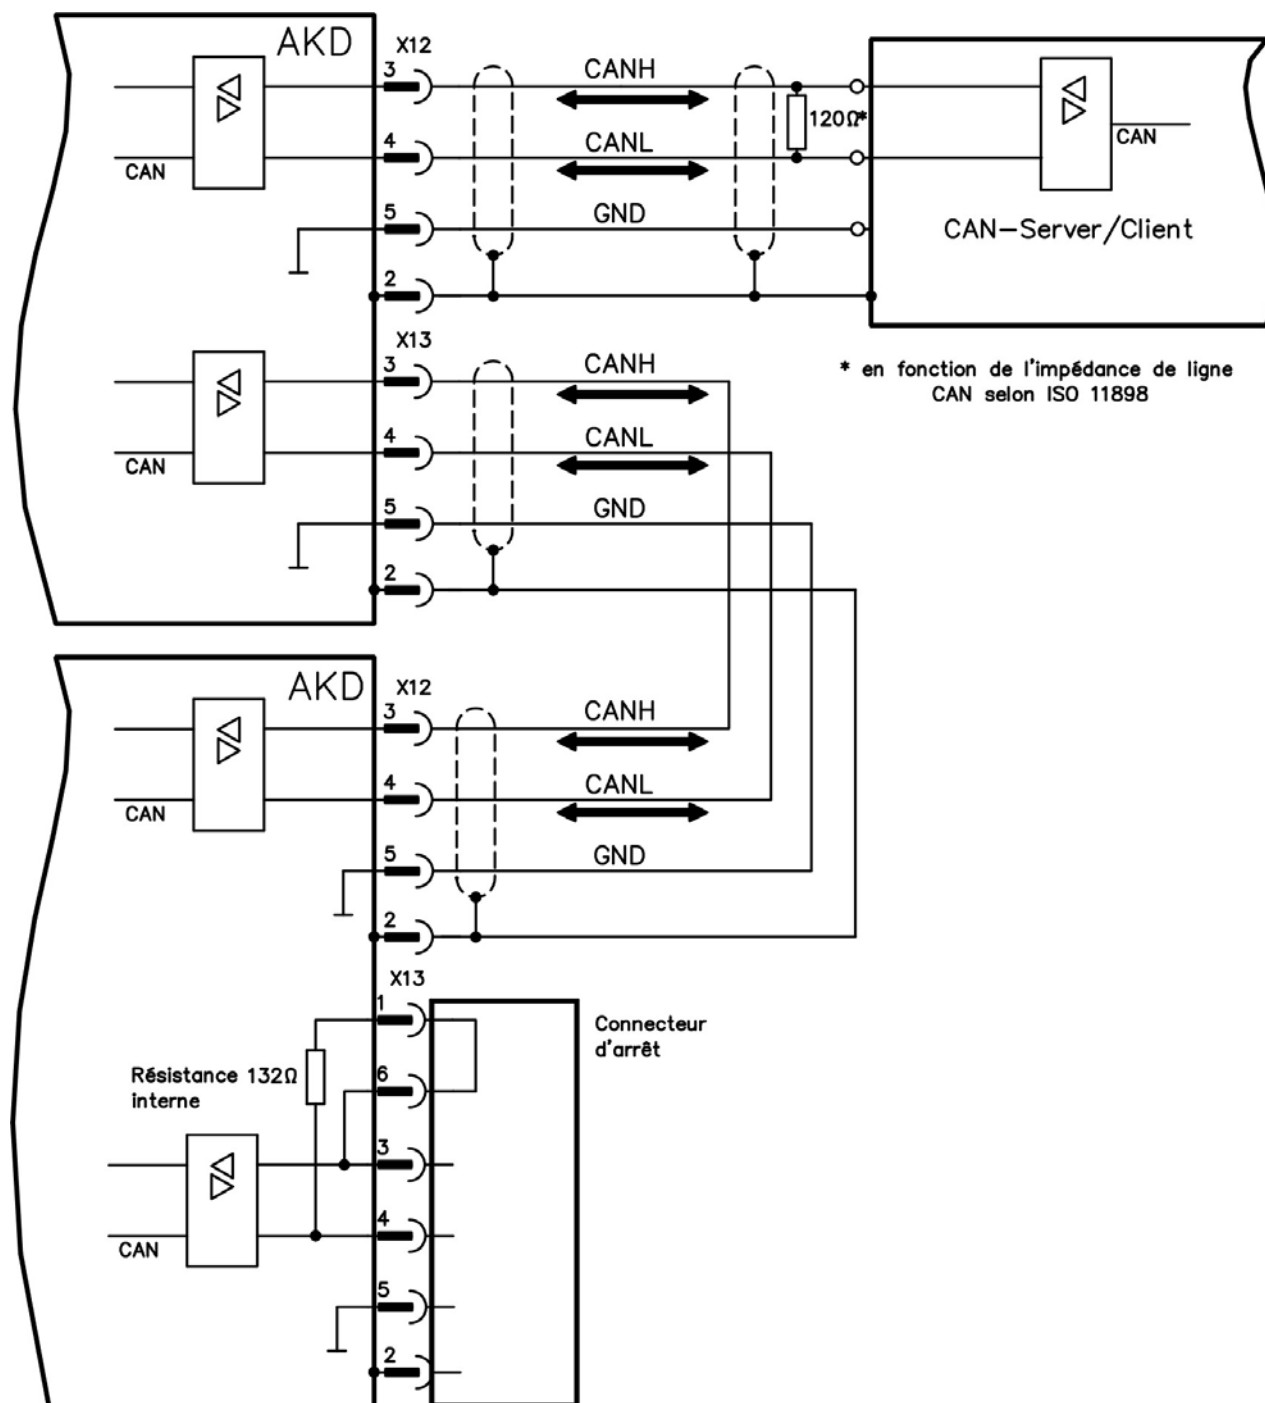 AKD
X12
3
CANH
120Ω*
4
CANL
CAN
CAN
5
GND
CAN-Server/Client
2
X13
3
CANH
* en fonction de l'impédance de ligne
CAN selon ISO 11898
4
CANL
CAN
5
GND
2
AKD
X12
3
CANH
4
CANL
CAN
5
GND
2
X13
1
Connecteur
d'arrêt
Résistance 132Ω
interne
6
3
4
CAN
5
2